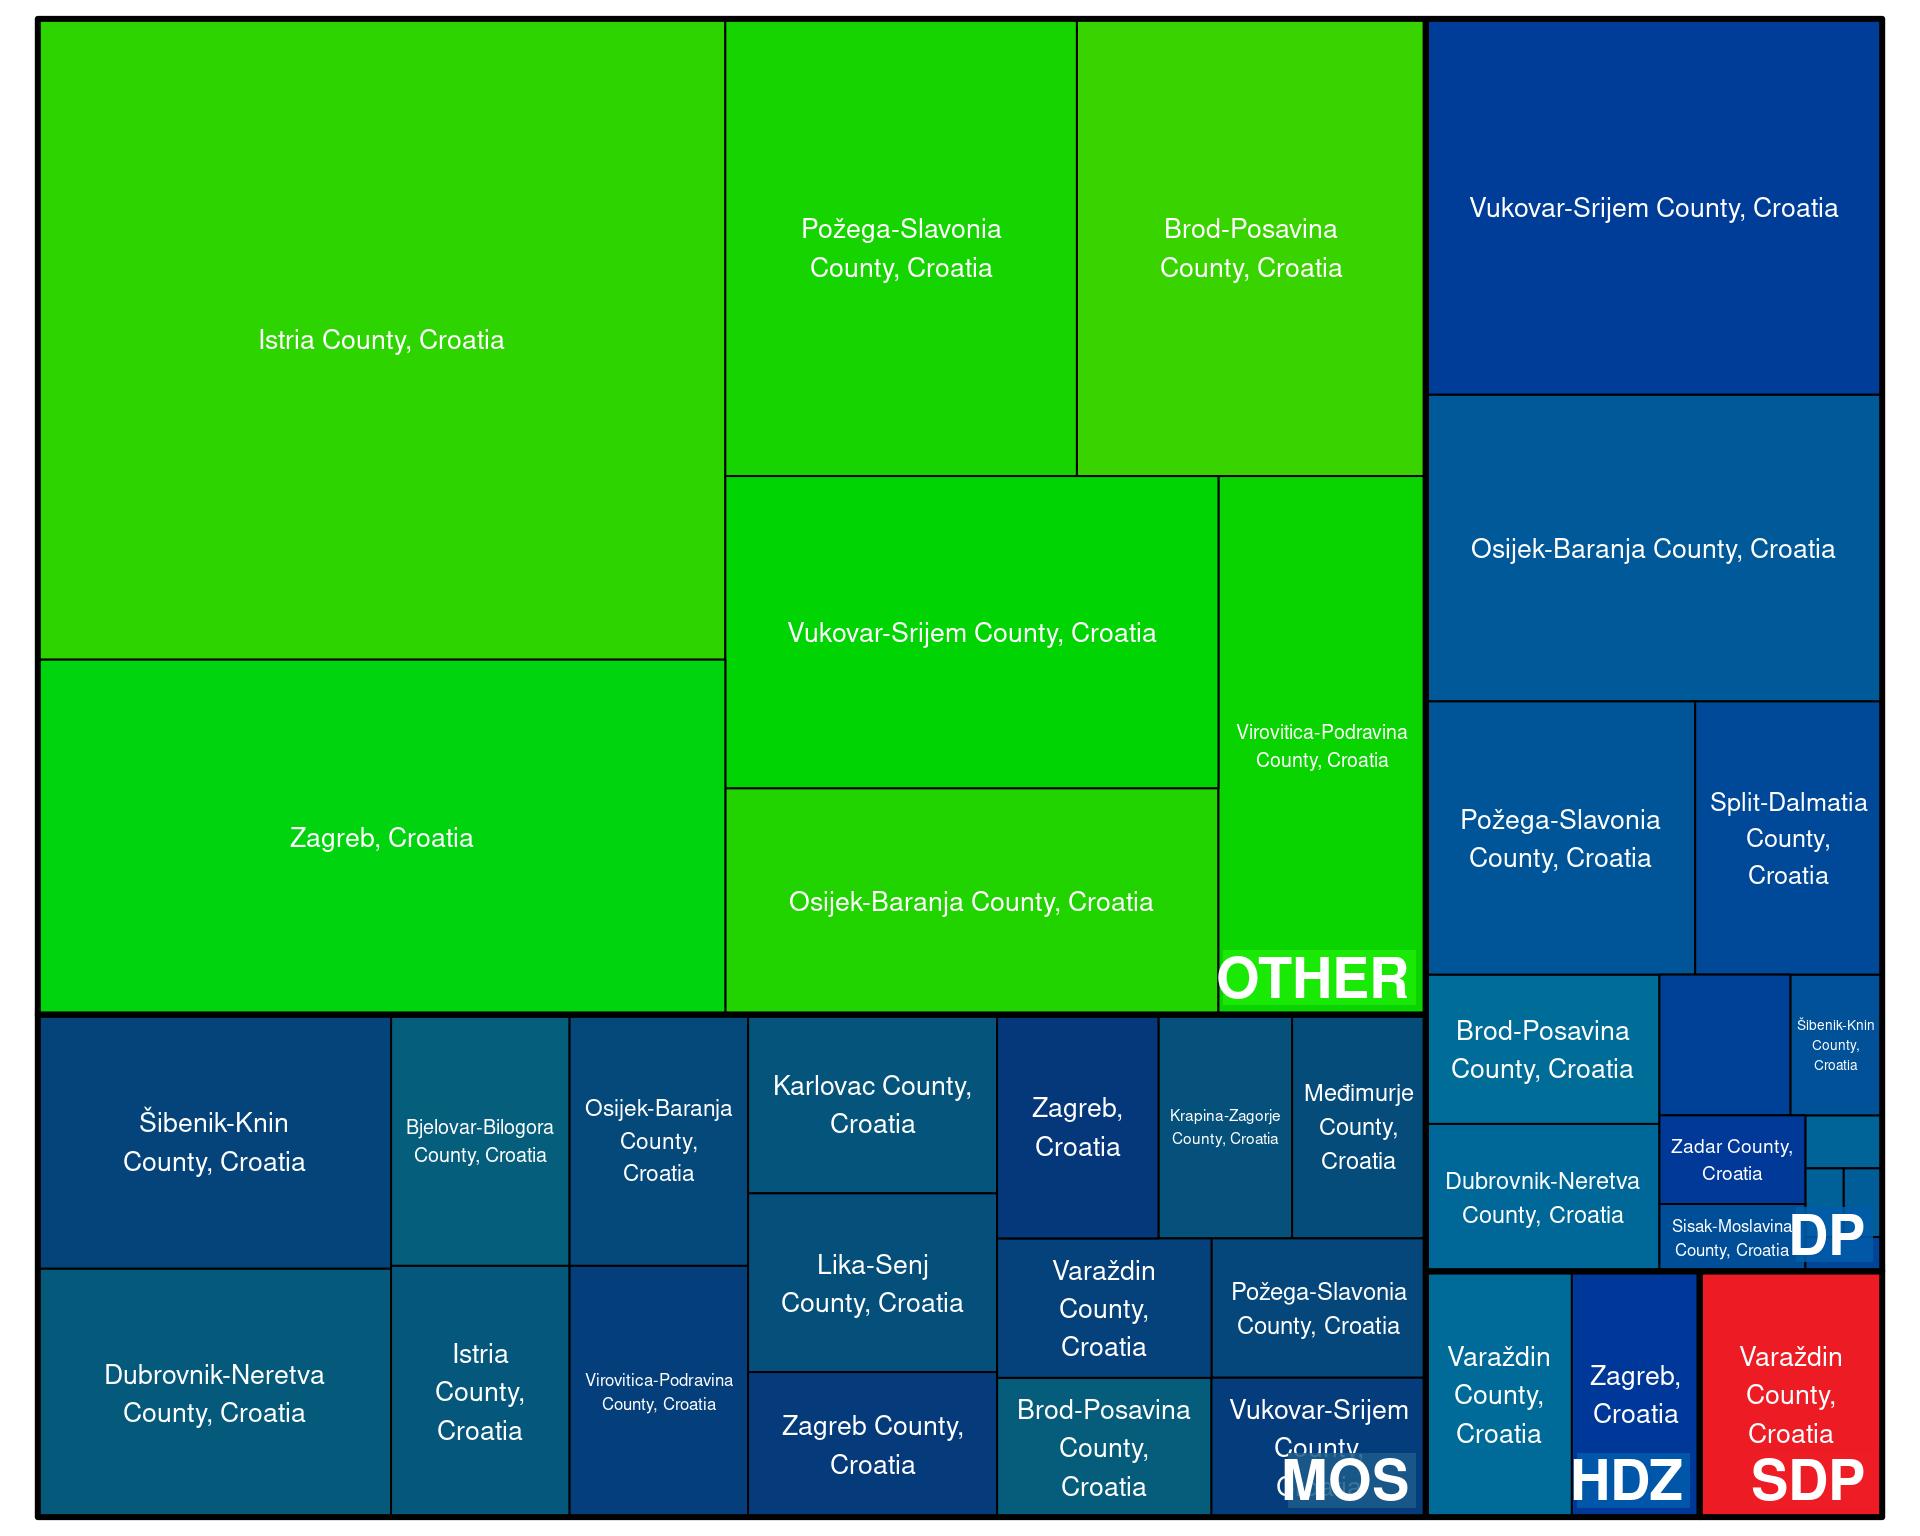 Istria County, Croatia
Požega-Slavonia
County, Croatia
Brod-Posavina
County, Croatia
Zagreb, Croatia
Vukovar-Srijem County, Croatia
Osijek-Baranja County, Croatia
Virovitica-Podravina
County, Croatia
OTHER
Vukovar-Srijem County, Croatia
Osijek-Baranja County, Croatia
Požega-Slavonia
County, Croatia
Split-Dalmatia
County,
Croatia
Brod-Posavina
County, Croatia
Dubrovnik-Neretva
County, Croatia
Šibenik-Knin
County,
Croatia
Zadar County,
Croatia
Sisak-Moslavina
County, Croatia
DP
Šibenik-Knin
County, Croatia
Dubrovnik-Neretva
County, Croatia
Bjelovar-Bilogora
County, Croatia
Istria
County,
Croatia
Osijek-Baranja
County,
Croatia
Virovitica-Podravina
County, Croatia
Karlovac County,
Croatia
Lika-Senj
County, Croatia
Zagreb County,
Croatia
Zagreb,
Croatia
Krapina-Zagorje
County, Croatia
Međimurje
County,
Croatia
Varaždin
County,
Croatia
Požega-Slavonia
County, Croatia
Brod-Posavina
County,
Croatia
Vukovar-Srijem
County,
MOS
Varaždin
County,
Croatia
Zagreb,
Croatia
HDZ
Varaždin
County,
Croatia
SDP